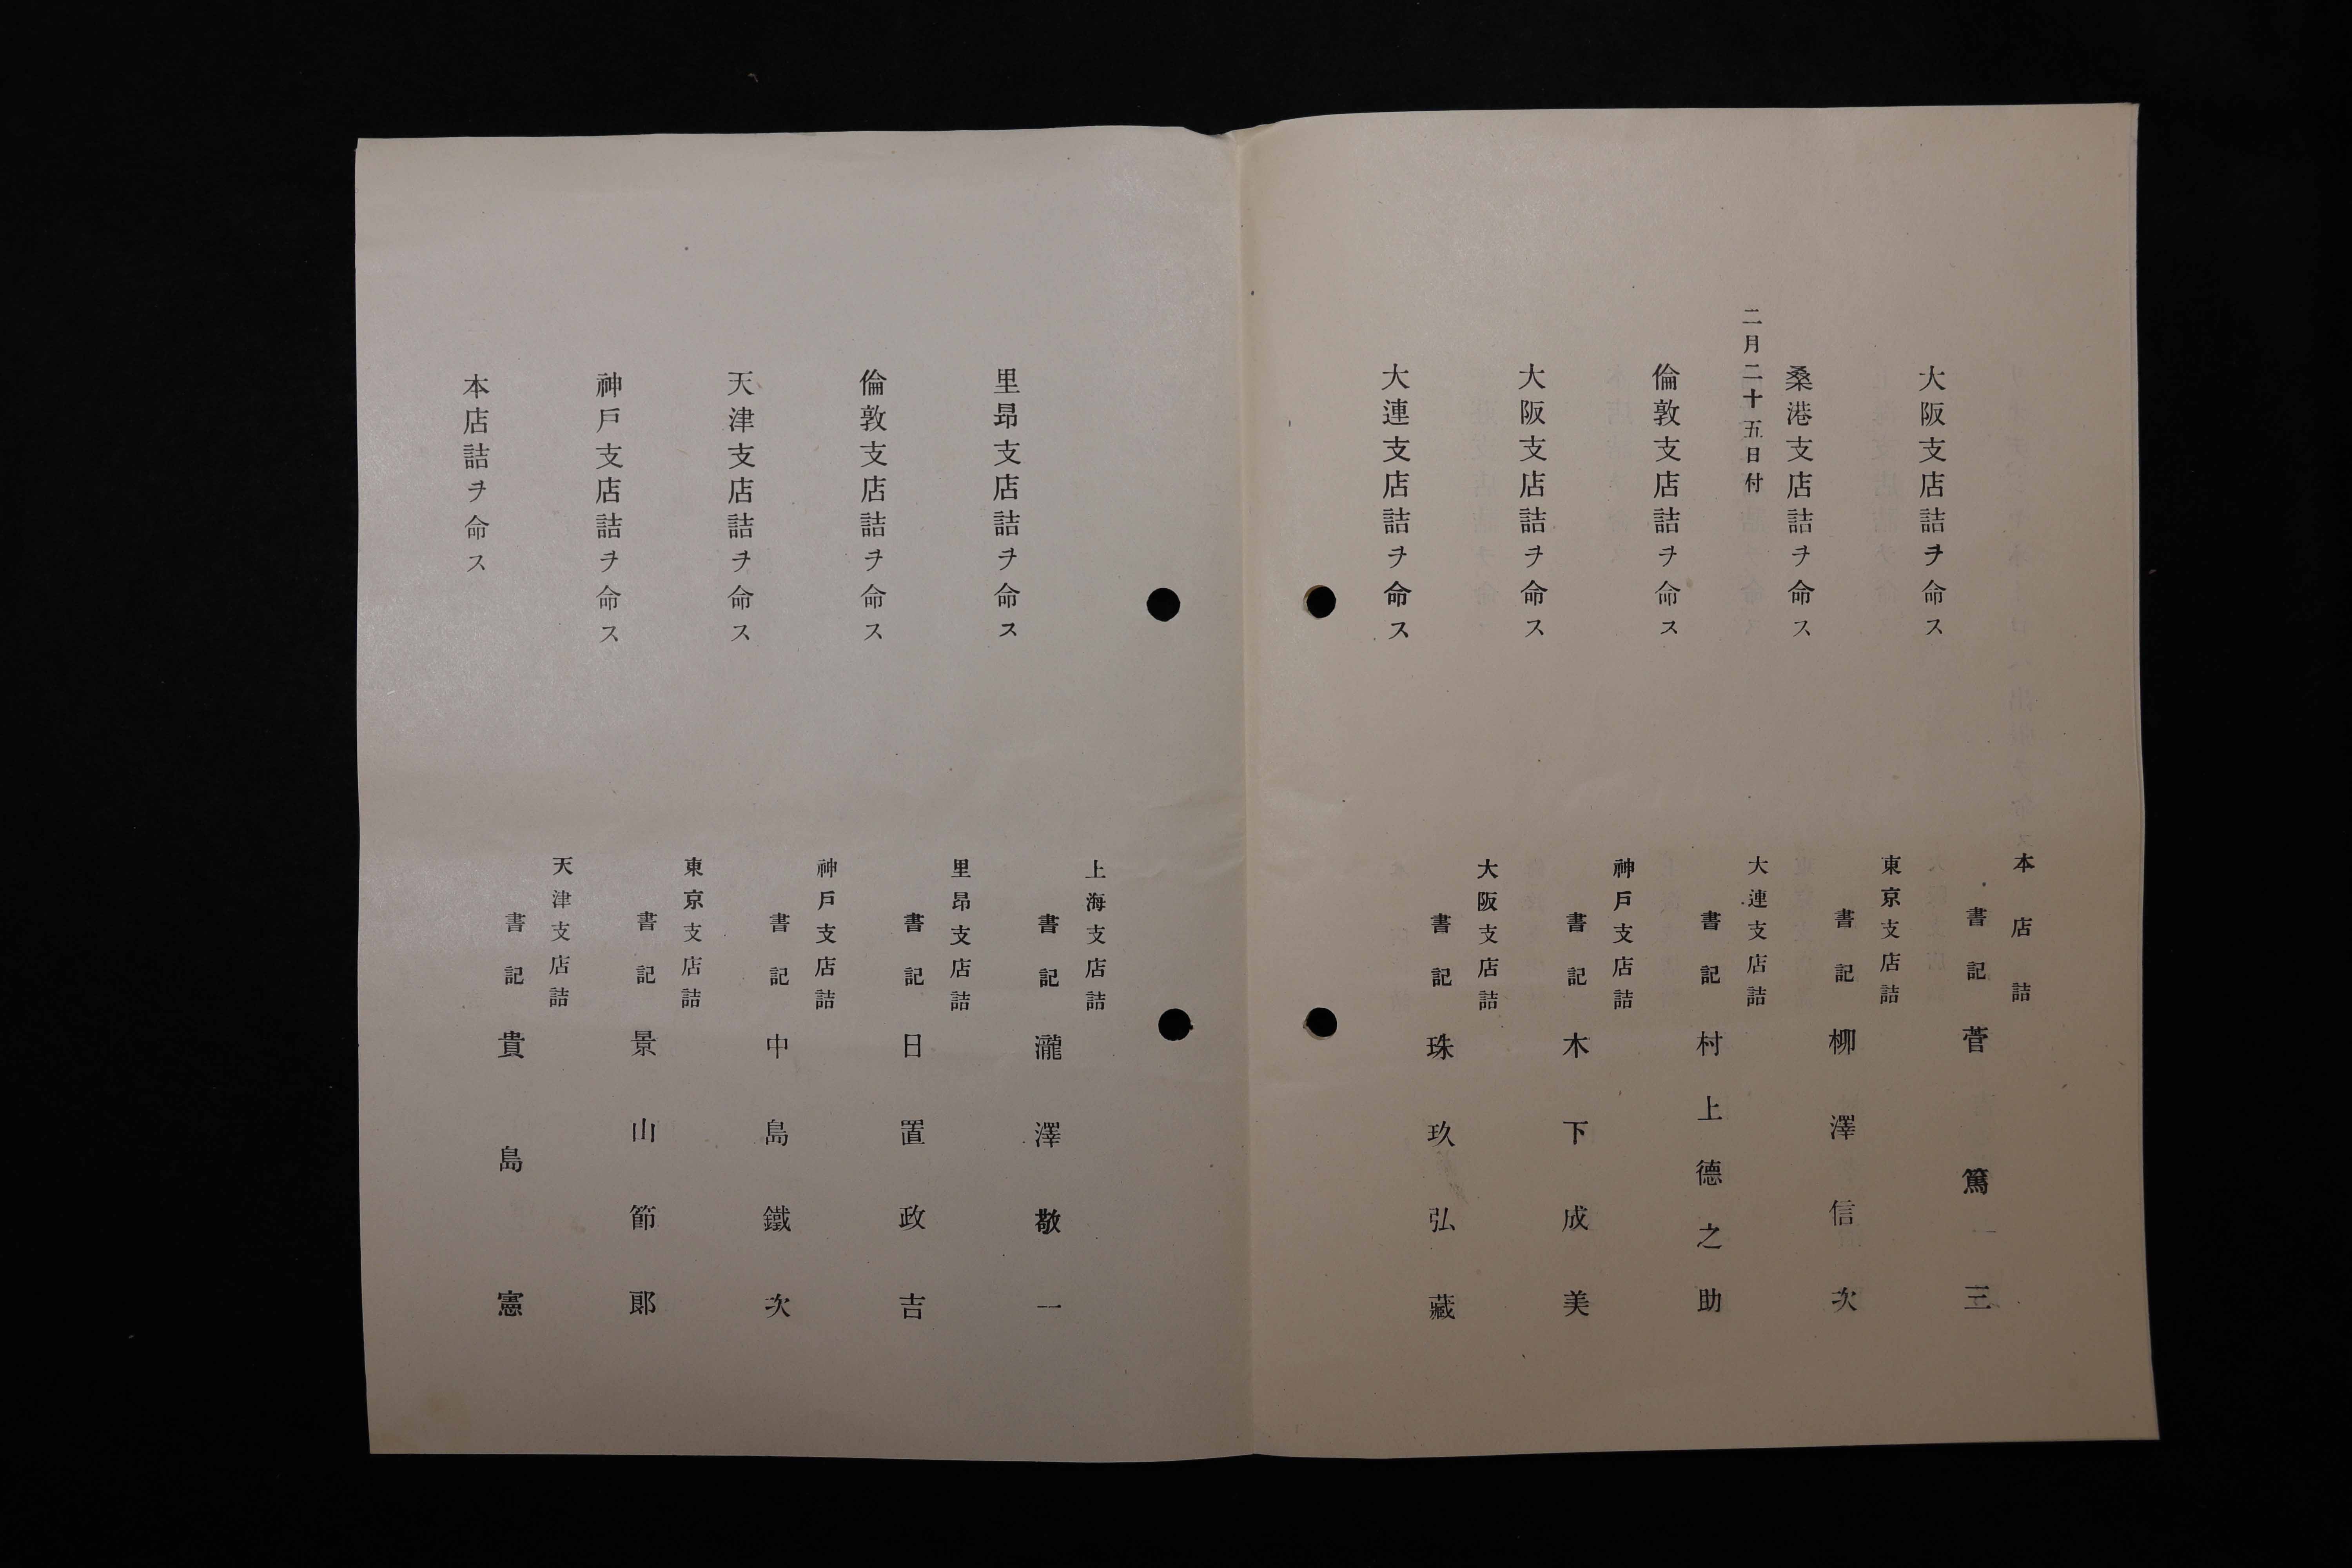 本店詰
書記 菅 篤三
大阪支店詰ヲ命ス
東京支店詰
書記 柳澤信次
桑港支店詰ヲ命ス
二月二十五日付
大連支店詰
書記 村上德之助
倫敦支店詰ヲ命ス
神戶支店詰
書記 木下成美
大阪支店詰ヲ命ス
大阪支店詰
書記 珠玖弘藏
大連支店詰ヲ命ス
上海支店詰
書記 瀧澤敬一
里昂支店詰ヲ命ス
里昂支店詰
書記 日置政吉
倫敦支店詰ヲ命ス
神戶支店詰
書記 中島鐵次
天津支店詰ヲ命ス
東京支店詰
書記 景山節郞
神戶支店詰ヲ命ス
天津支店詰
書記 貴島憲
本店詰ヲ命ス